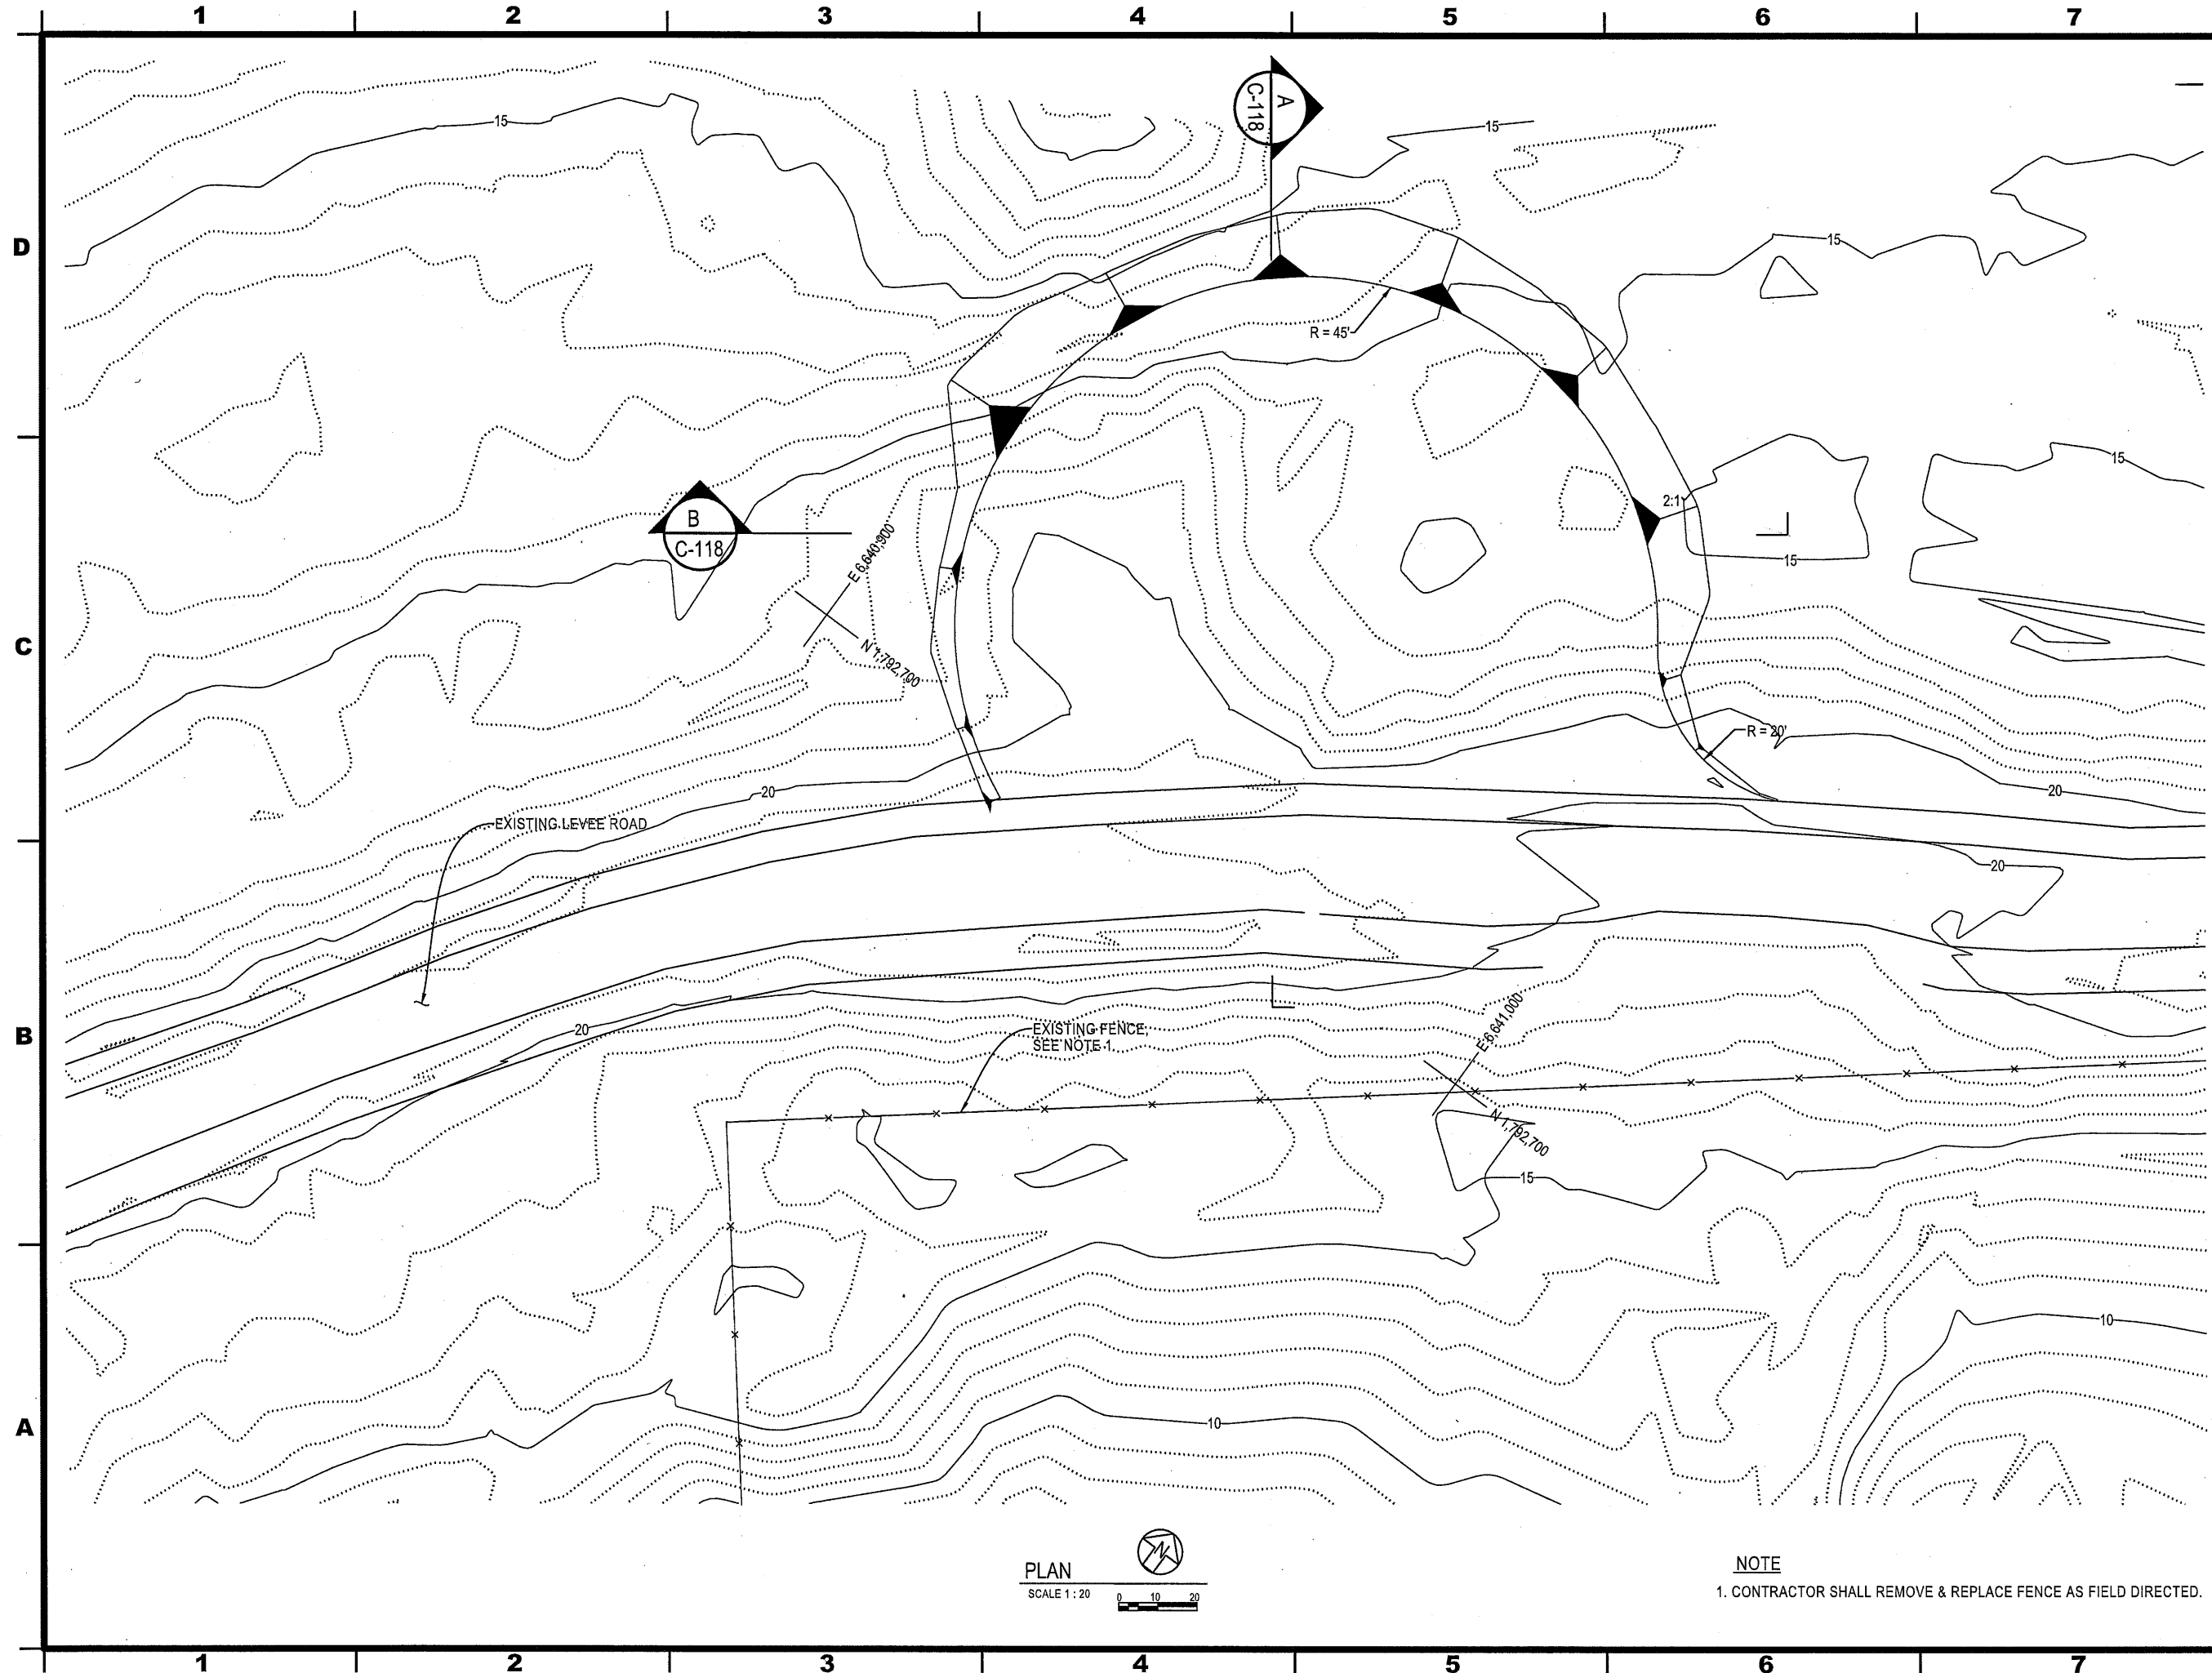 1 2 3 4 5 6 7
A
C-118
15
15
D
15
R = 45'
15
B
C-118
2:1
15
E 6,640,900
C
N 1,792,700
R = 20'
20
20
EXISTING LEVEE ROAD
20
E 6,641,000
20
B
EXISTING FENCE,
SEE NOTE 1
N 1,792,700
15
10
A
10
PLAN
N
SCALE 1 : 20
0 10 20
NOTE
1. CONTRACTOR SHALL REMOVE & REPLACE FENCE AS FIELD DIRECTED.
1 2 3 4 5 6 7